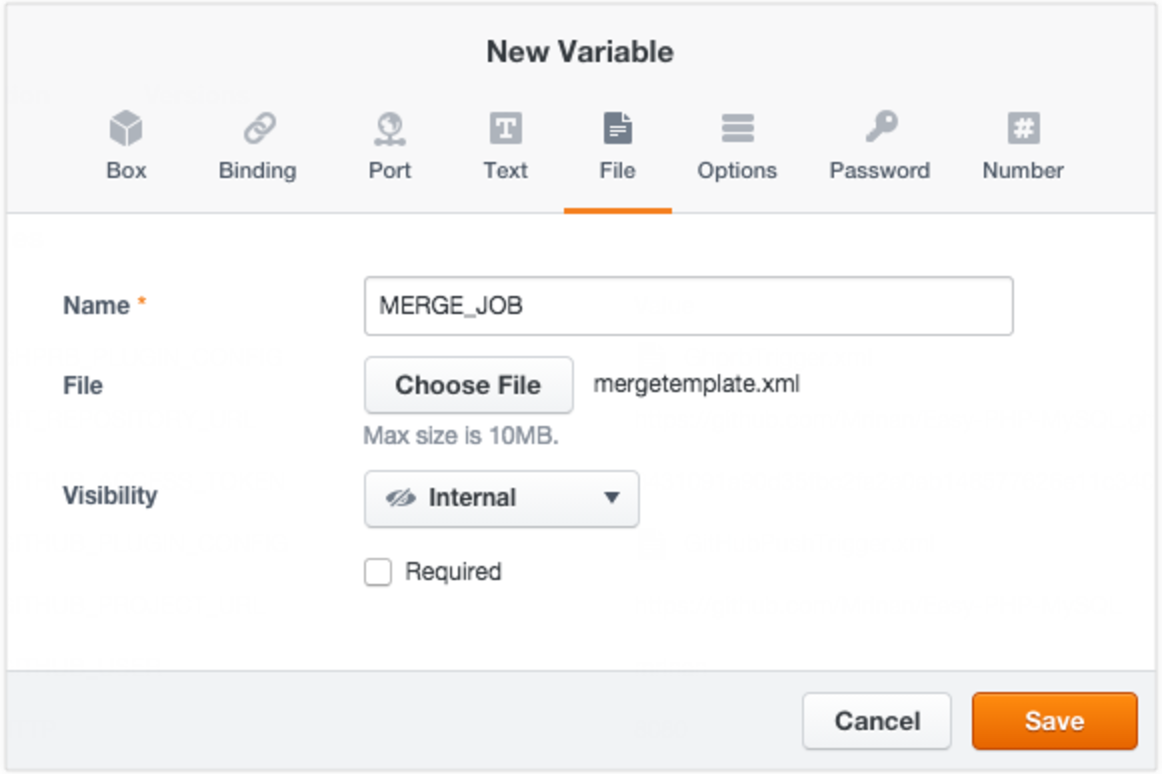 New Variable
Box Binding Port Text File Options Password Number
Name *
MERGE_JOB
File
Choose File mergetemplate.xml
Max size is 10MB.
Visibility
Internal
Required
Cancel Save